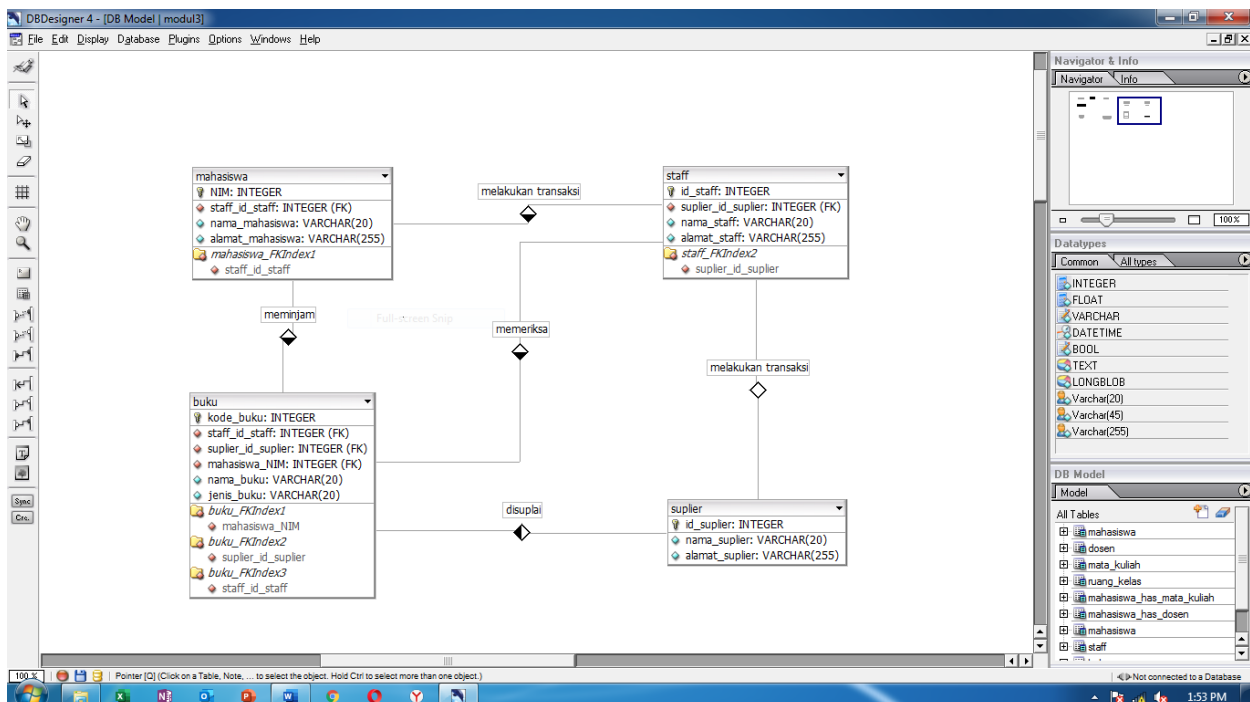 DBDesigner 4 - [DB Model | modul3]
File Edit Display Database Plugins Options Windows Help
Navigator & Info
Navigator Info
100%
Datatypes
Common All types
INTEGER
FLOAT
VARCHAR
DATETIME
BOOL
TEXT
LONGBLOB
Varchar(20)
Varchar(45)
Varchar(255)
DB Model
Model
All Tables
mahasiswa
dosen
mata_kuliah
ruang_kelas
mahasiswa_has_mata_kuliah
mahasiswa_has_dosen
mahasiswa
staff
Sync
mahasiswa
NIM: INTEGER
staff_id_staff: INTEGER (FK)
nama_mahasiswa: VARCHAR(20)
alamat_mahasiswa: VARCHAR(255)
mahasiswa_FKIndex1
staff_id_staff
melakukan transaksi
staff
id_staff: INTEGER
suplier_id_suplier: INTEGER (FK)
nama_staff: VARCHAR(20)
alamat_staff: VARCHAR(255)
staff_FKIndex2
suplier_id_suplier
meminjam
Full-screen Snip
memeriksa
melakukan transaksi
buku
kode_buku: INTEGER
staff_id_staff: INTEGER (FK)
suplier_id_suplier: INTEGER (FK)
mahasiswa_NIM: INTEGER (FK)
nama_buku: VARCHAR(20)
jenis_buku: VARCHAR(20)
buku_FKIndex1
mahasiswa_NIM
buku_FKIndex2
suplier_id_suplier
buku_FKIndex3
staff_id_staff
disuplai
suplier
id_suplier: INTEGER
nama_suplier: VARCHAR(20)
alamat_suplier: VARCHAR(255)
100 %
Pointer [Q] (Click on a Table, Note, ... to select the object. Hold Ctrl to select more than one object.)
Not connected to a Database
1:53 PM